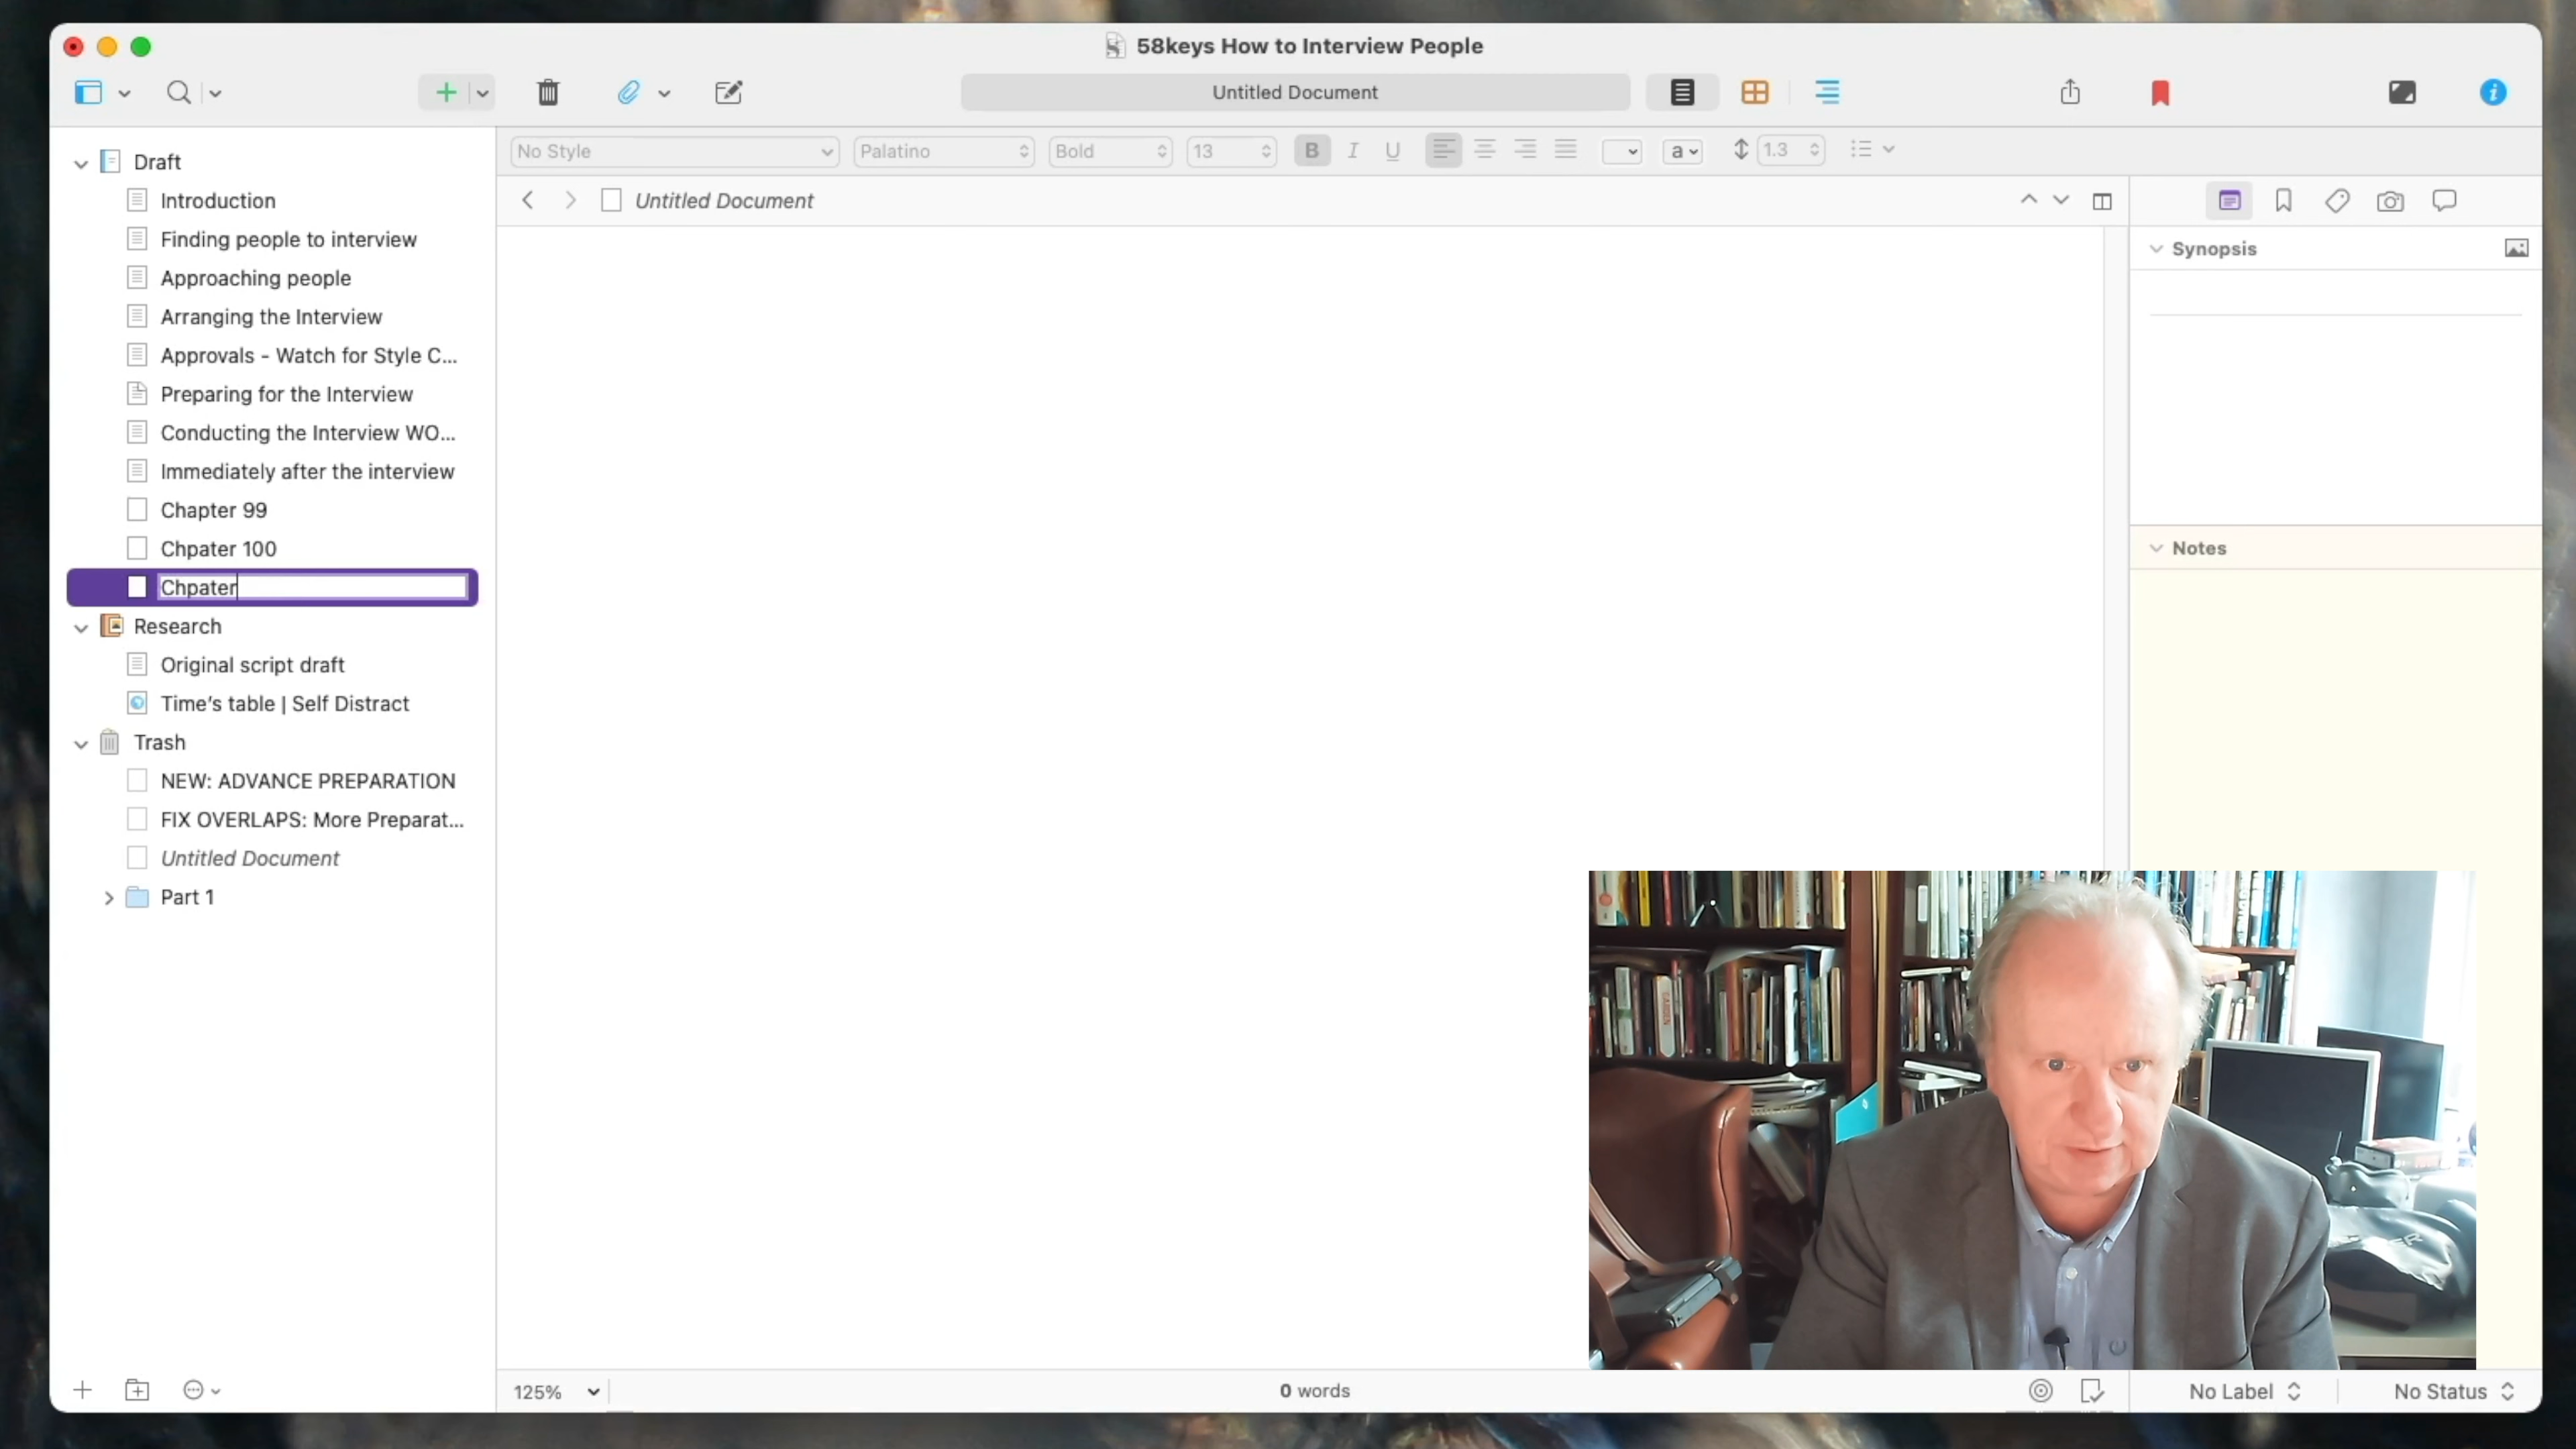 58keys How to Interview People
Untitled Document
No Style
Palatino
Bold
13
B
I
U
a
1.3
Untitled Document
Draft
Introduction
Finding people to interview
Approaching people
Arranging the Interview
Approvals - Watch for Style C...
Preparing for the Interview
Conducting the Interview WO...
Immediately after the interview
Chapter 99
Chpater 100
Chpater
Research
Original script draft
Time's table | Self Distract
Trash
NEW: ADVANCE PREPARATION
FIX OVERLAPS: More Preparat...
Untitled Document
Part 1
Synopsis
Notes
125%
0 words
No Label
No Status